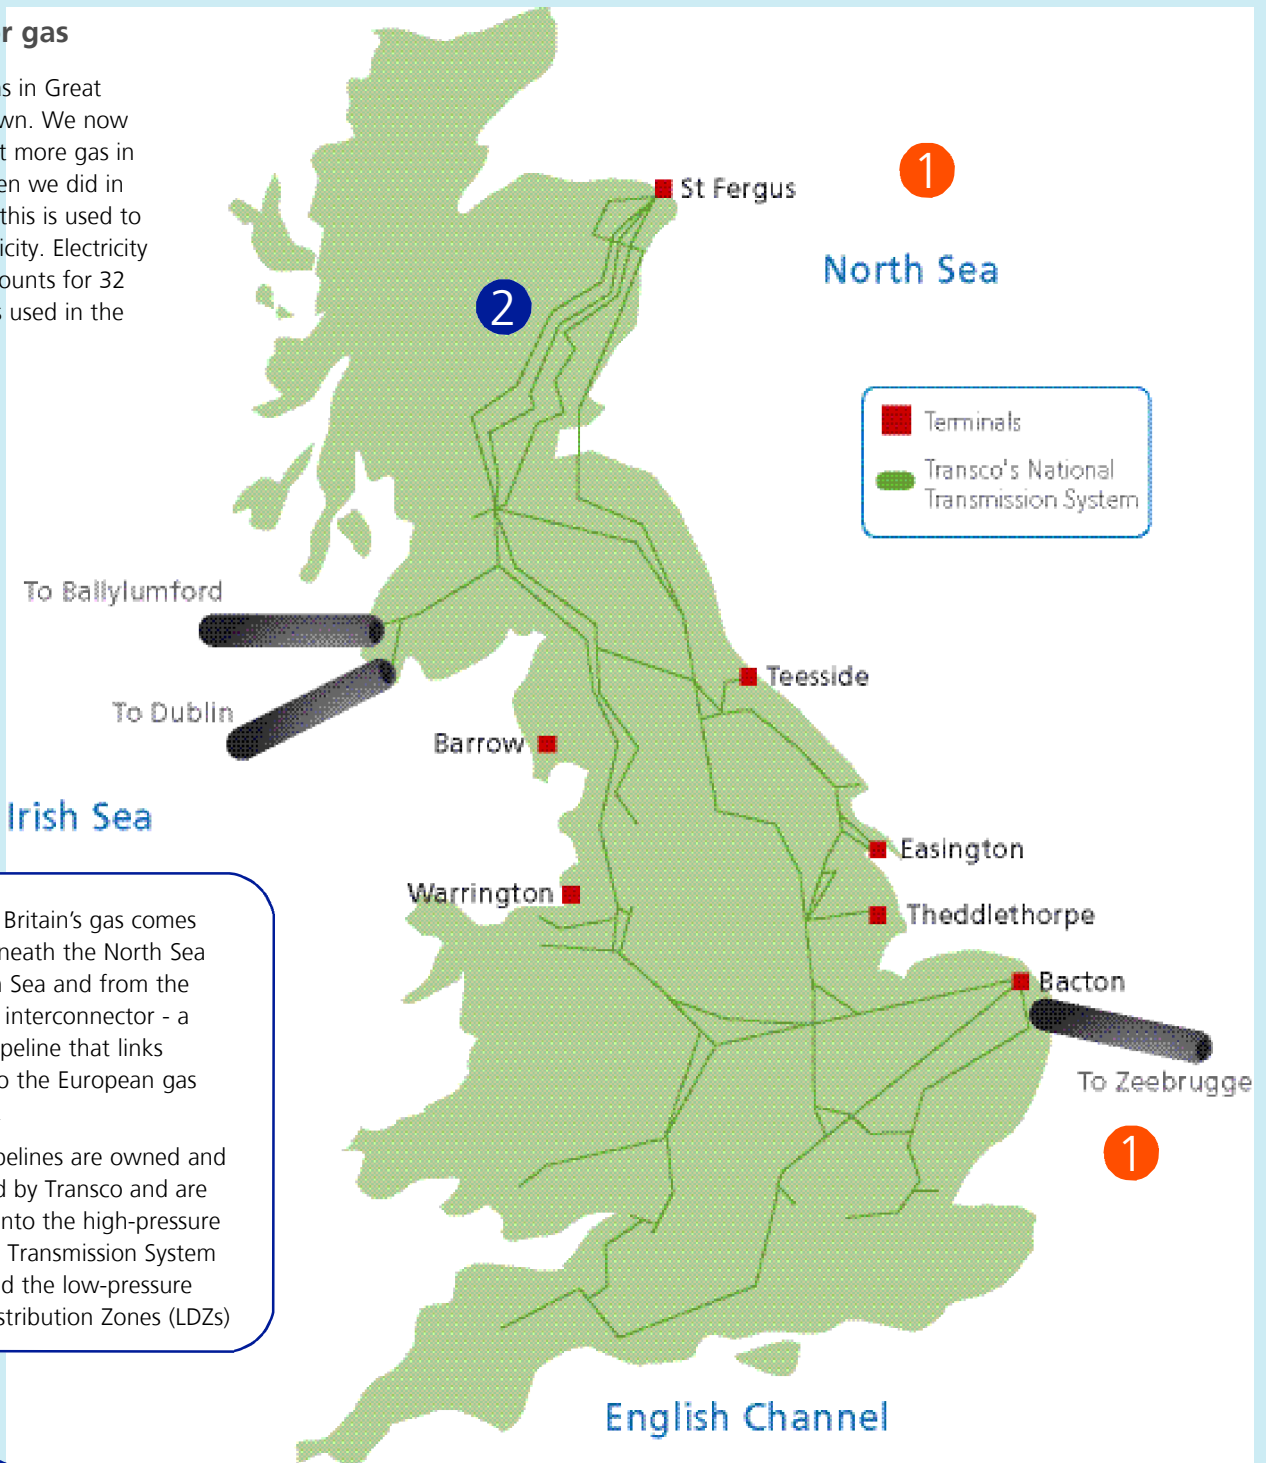 r gas
s in Great
wn. We now
t more gas in
en we did in
this is used to
icity. Electricity
ounts for 32
s used in the
1
St Fergus
North Sea
2
Terminals
Transco's National
Transmission System
To Ballylumford
Teesside
To Dublin
Barrow
Irish Sea
Easington
Warrington
Theddlethorpe
Britain’s gas comes
neath the North Sea
Sea and from the
interconnector - a
peline that links
o the European gas
Bacton
To Zeebrugge
1
pelines are owned and
d by Transco and are
nto the high-pressure
Transmission System
d the low-pressure
stribution Zones (LDZs)
English Channel